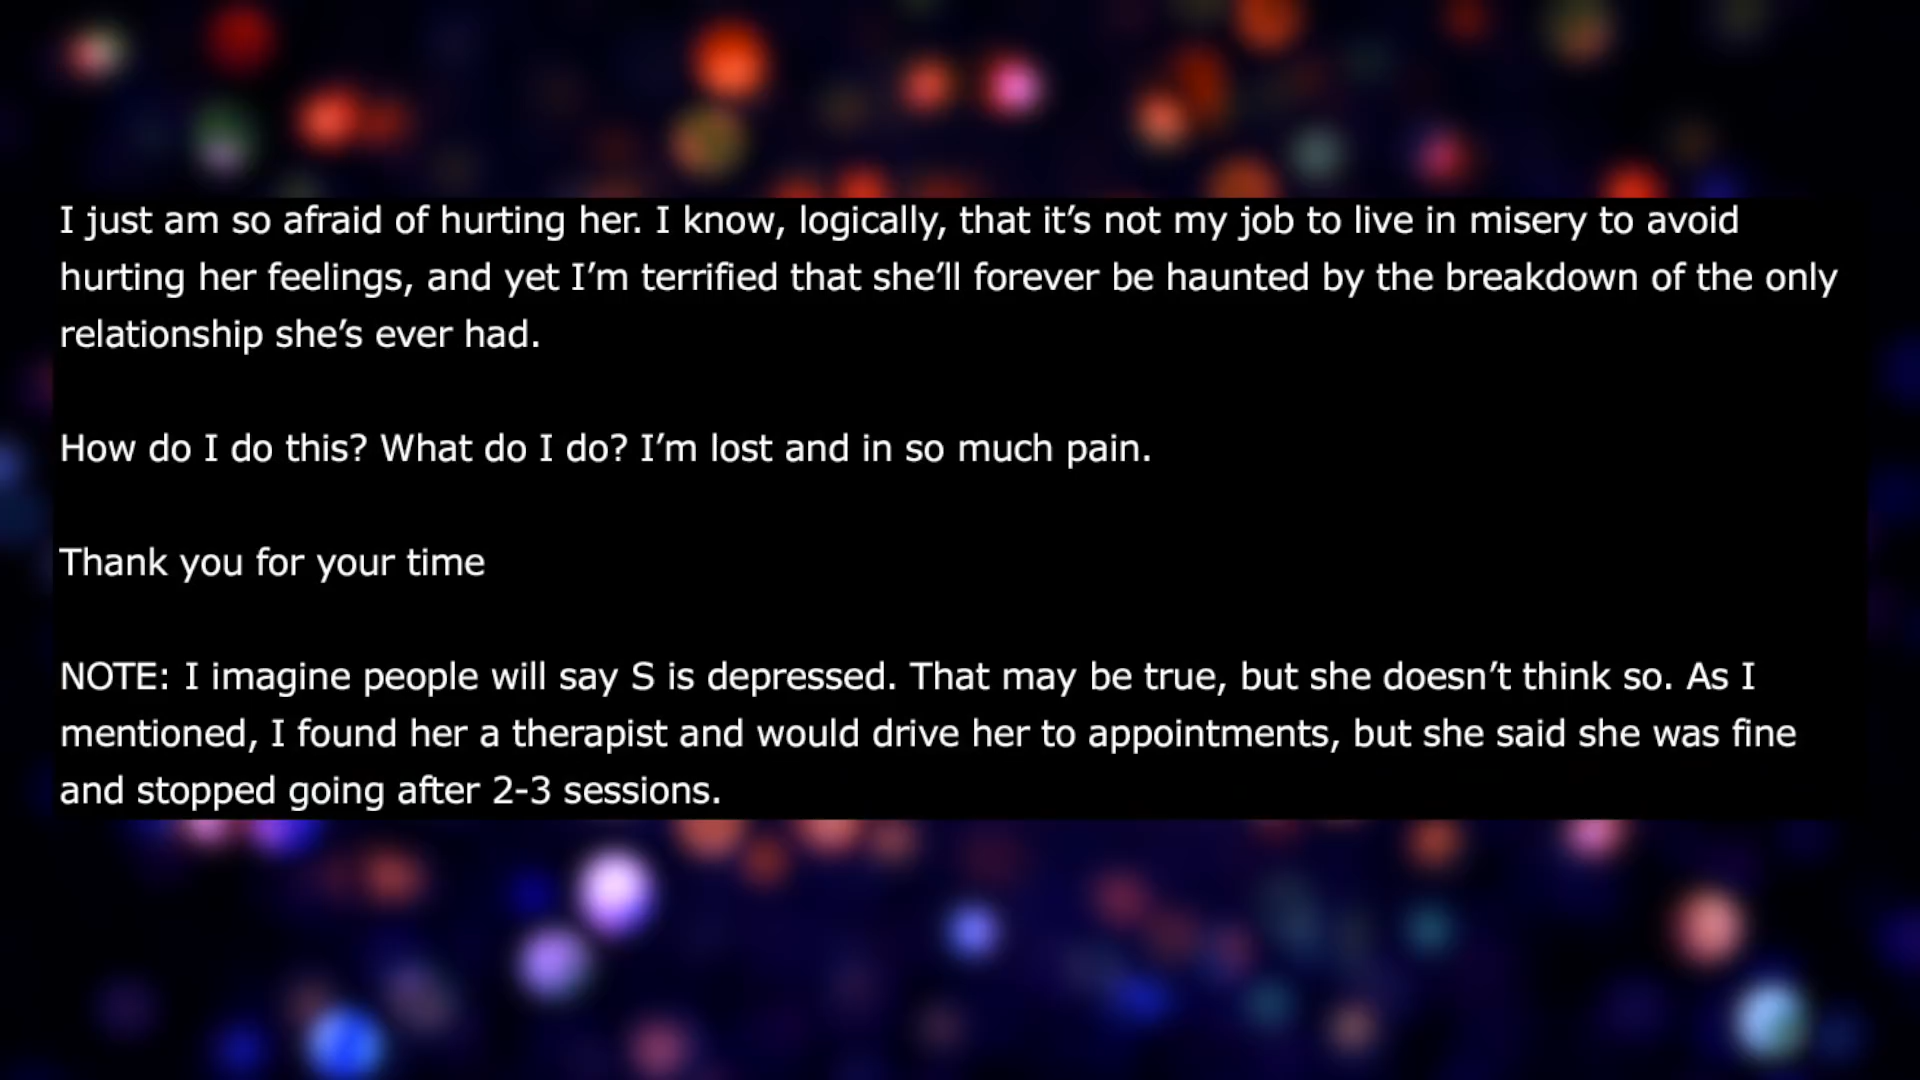 I just am so afraid of hurting her. I know, logically, that it’s not my job to live in misery to avoid
hurting her feelings, and yet I’m terrified that she’ll forever be haunted by the breakdown of the only
relationship she’s ever had.
How do I do this? What do I do? I’m lost and in so much pain.
Thank you for your time
NOTE: I imagine people will say S is depressed. That may be true, but she doesn’t think so. As I
mentioned, I found her a therapist and would drive her to appointments, but she said she was fine
and stopped going after 2-3 sessions.